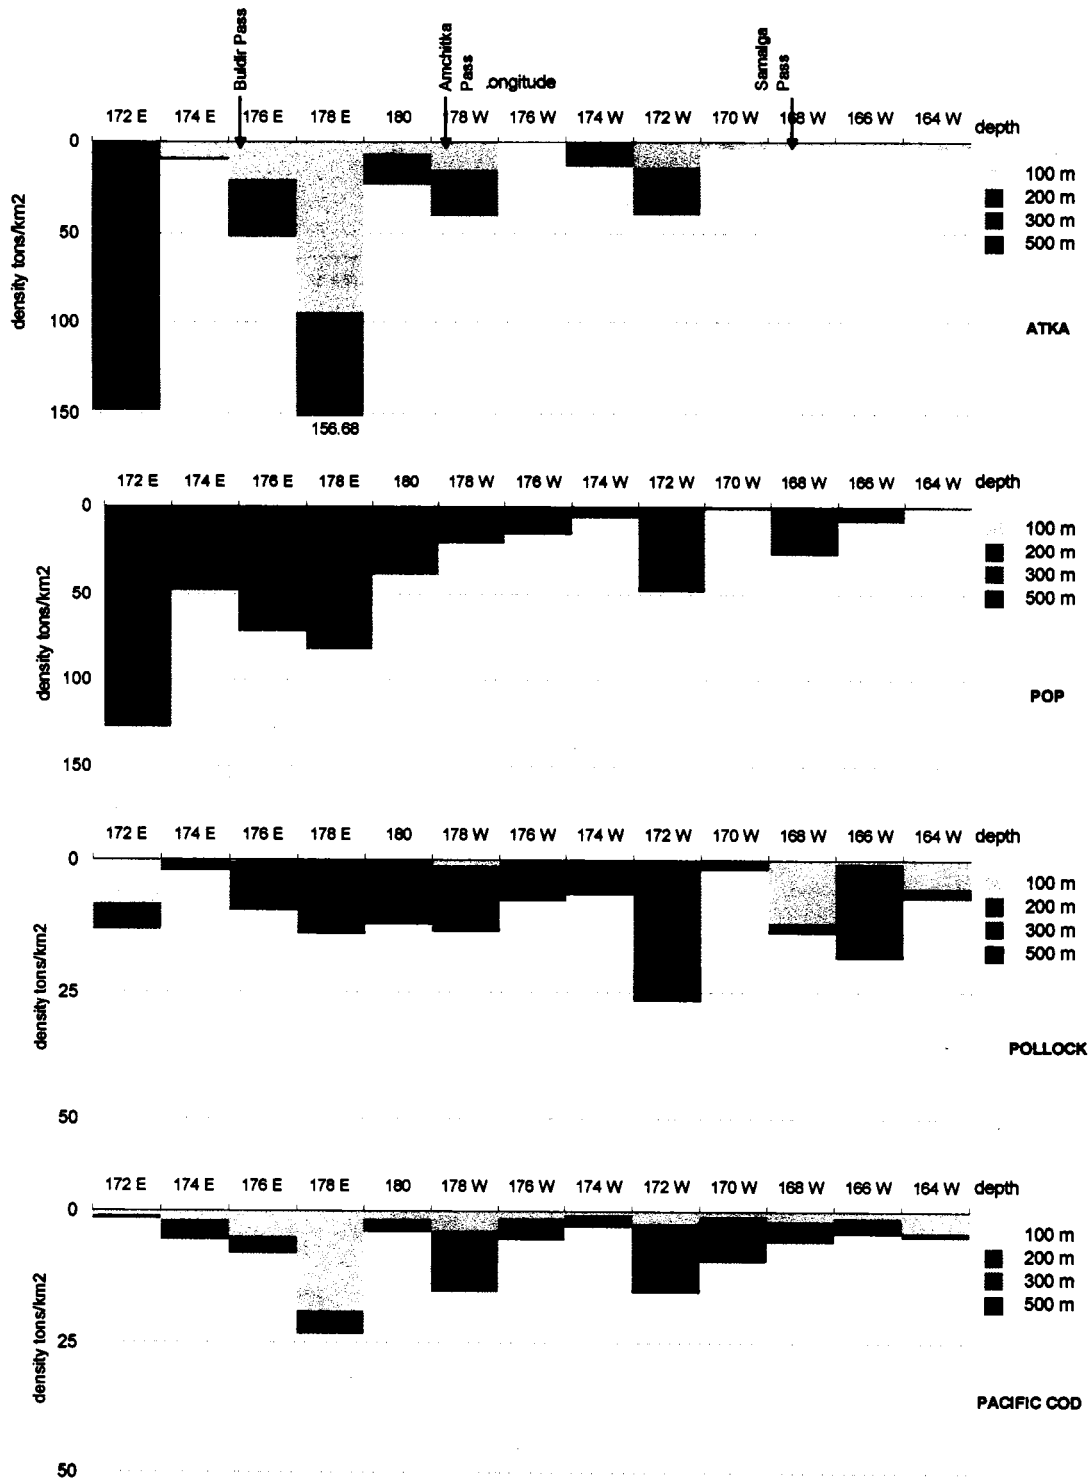 Buldir Pass
Amchitka
Pass
Samalga
Pass
.ongitude
172 E 174 E 176 E 178 E 180 178 W 174 W 172 W 170 W 168 W 166 W 164 W depth
0
50
100
150
density tons/km2
156.68
100 m
200 m
300 m
500 m
ATKA
172 E 174 E 176 E 178 E 180 178 W 176 W 174 W 172 W 170 W 168 W 166 W 164 W depth
0
50
100
150
density tons/km2
100 m
200 m
300 m
500 m
POP
172 E 174 E 176 E 178 E 180 178 W 176 W 174 W 172 W 170 W 168 W 166 W 164 W depth
0
25
50
density tons/km2
100 m
200 m
300 m
500 m
POLLOCK
172 E 174 E 176 E 178 E 180 178 W 176 W 174 W 172 W 170 W 168 W 166 W 164 W depth
0
25
50
density tons/km2
100 m
200 m
300 m
500 m
PACIFIC COD